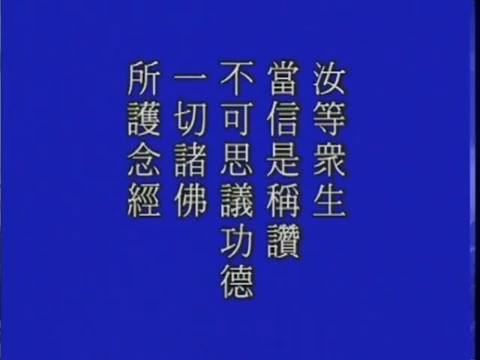 汝等衆生
當信是稱讚
不可思議功德
一切諸佛
所護念經